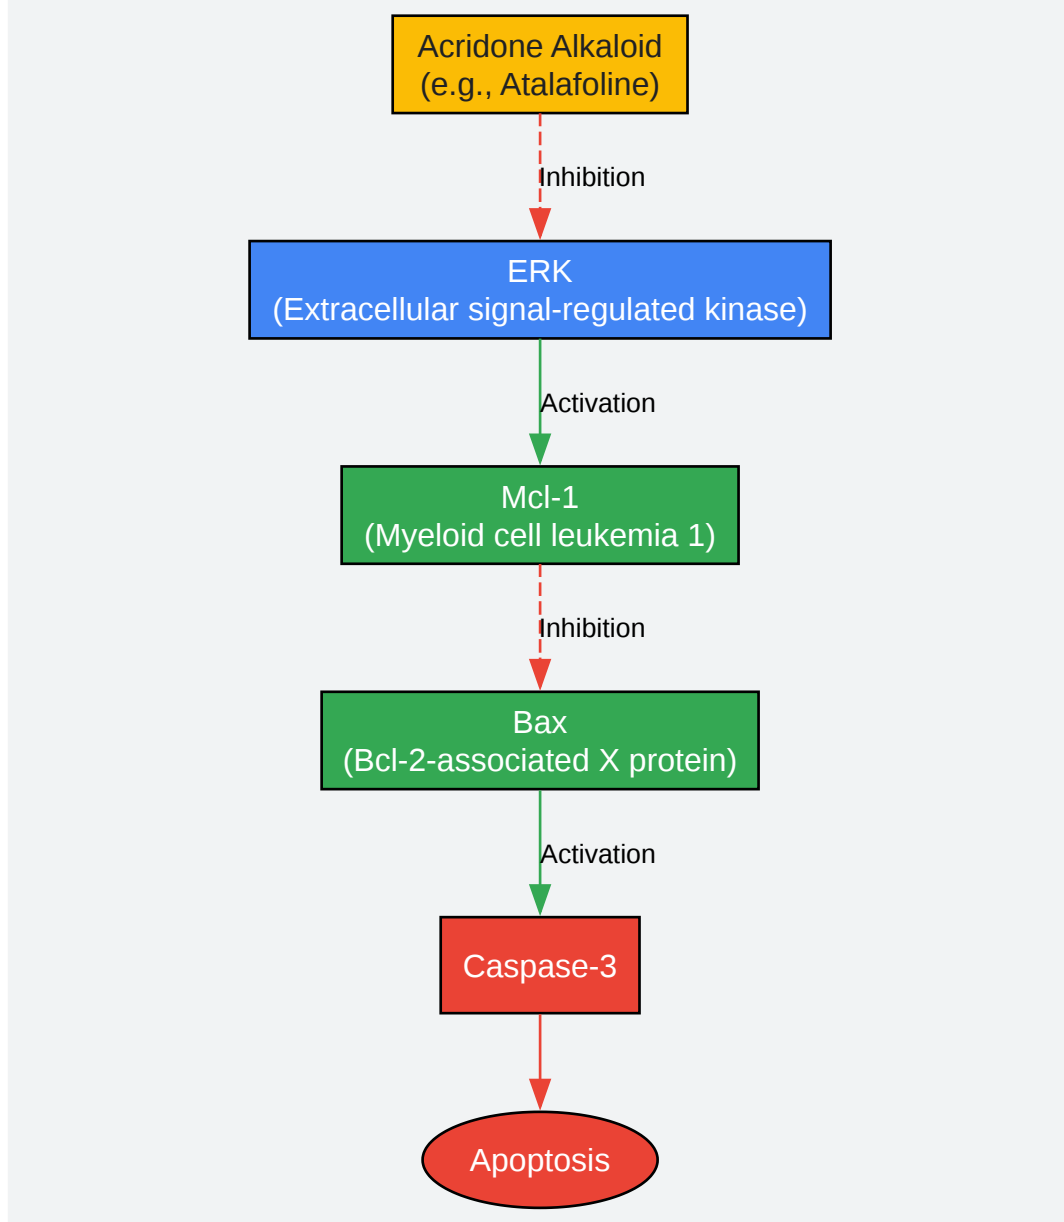 Acridone Alkaloid
(e.g., Atalafoline)
Inhibition
ERK
(Extracellular signal-regulated kinase)
Activation
Mcl-1
(Myeloid cell leukemia 1)
Inhibition
Bax
(Bcl-2-associated X protein)
Activation
Caspase-3
Apoptosis